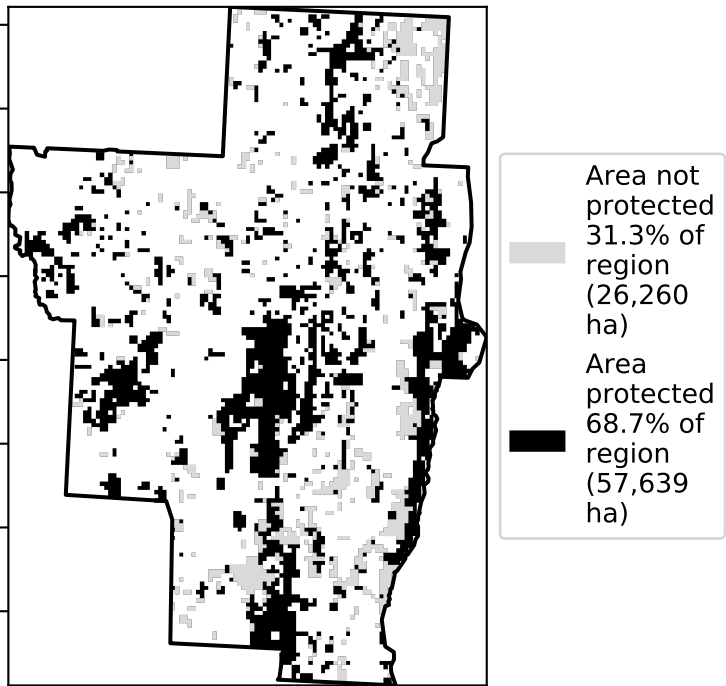 Area not
protected
31.3% of
region
(26,260
ha)
Area
protected
68.7% of
region
(57,639
ha)